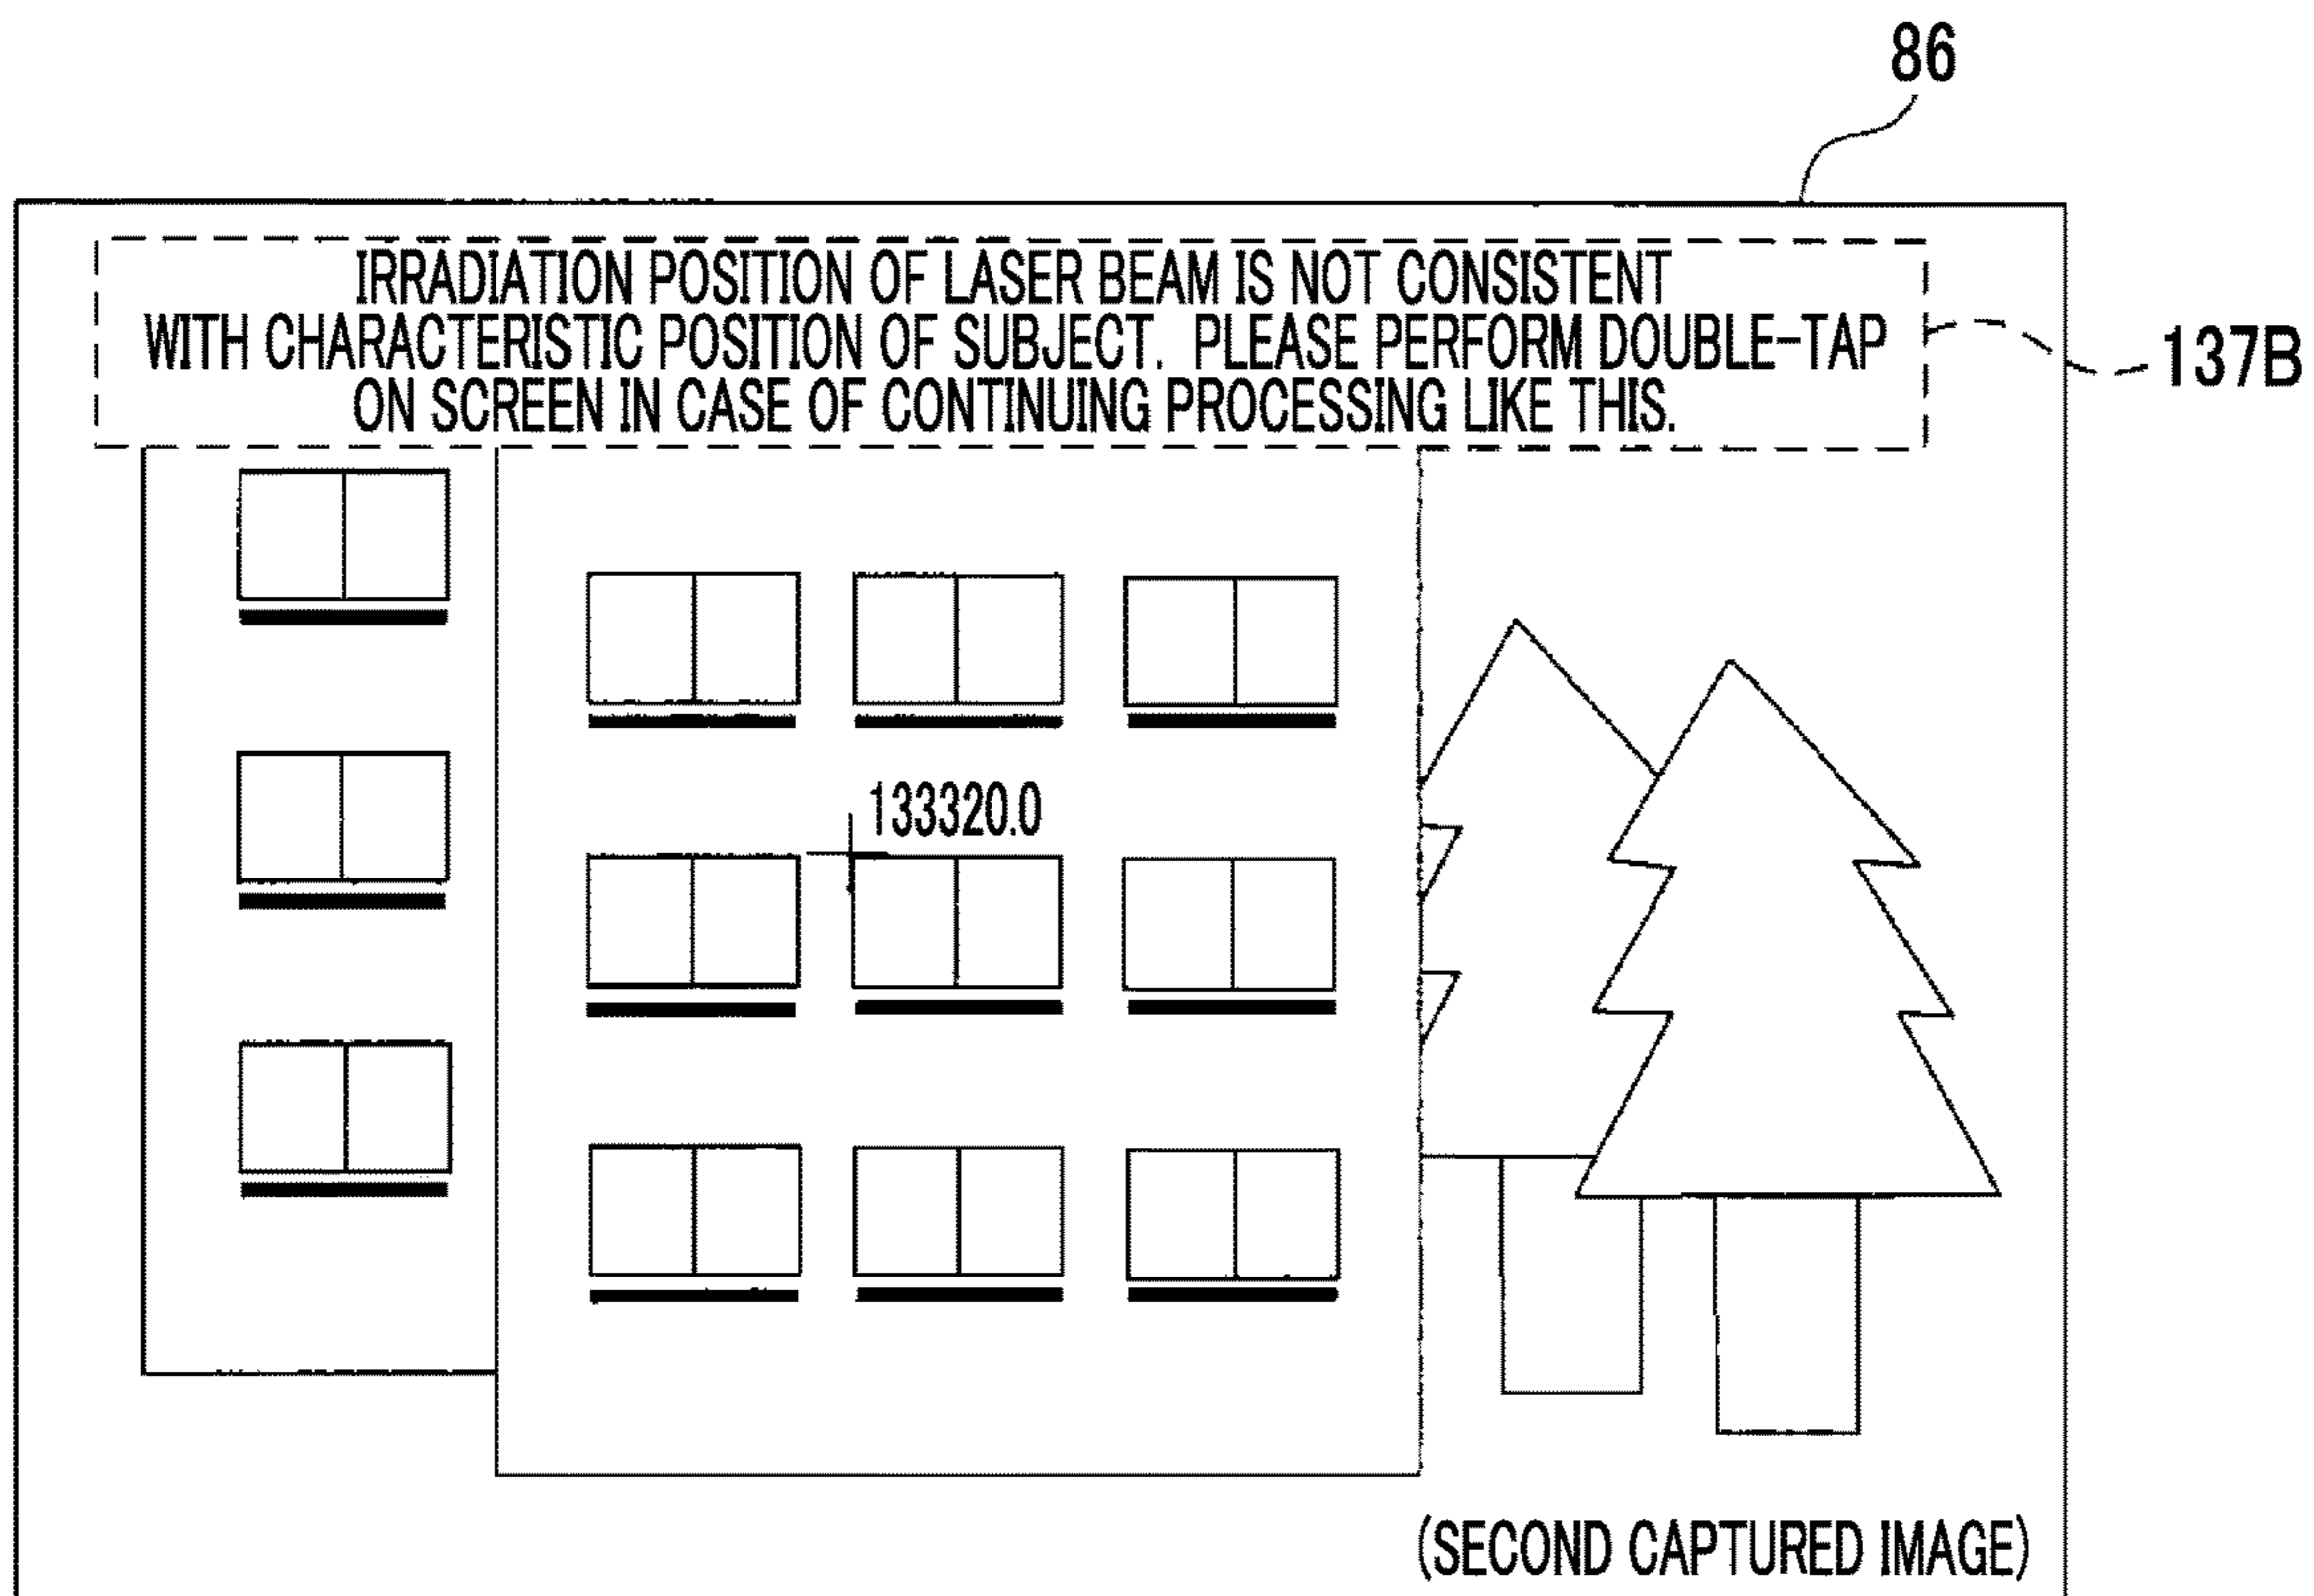 86
IRRADIATION POSITION OF LASER BEAM IS NOT CONSISTENT
WITH CHARACTERISTIC POSITION OF SUBJECT. PLEASE PERFORM DOUBLE-TAP
ON SCREEN IN CASE OF CONTINUING PROCESSING LIKE THIS.
137B
133320.0
(SECOND CAPTURED IMAGE)